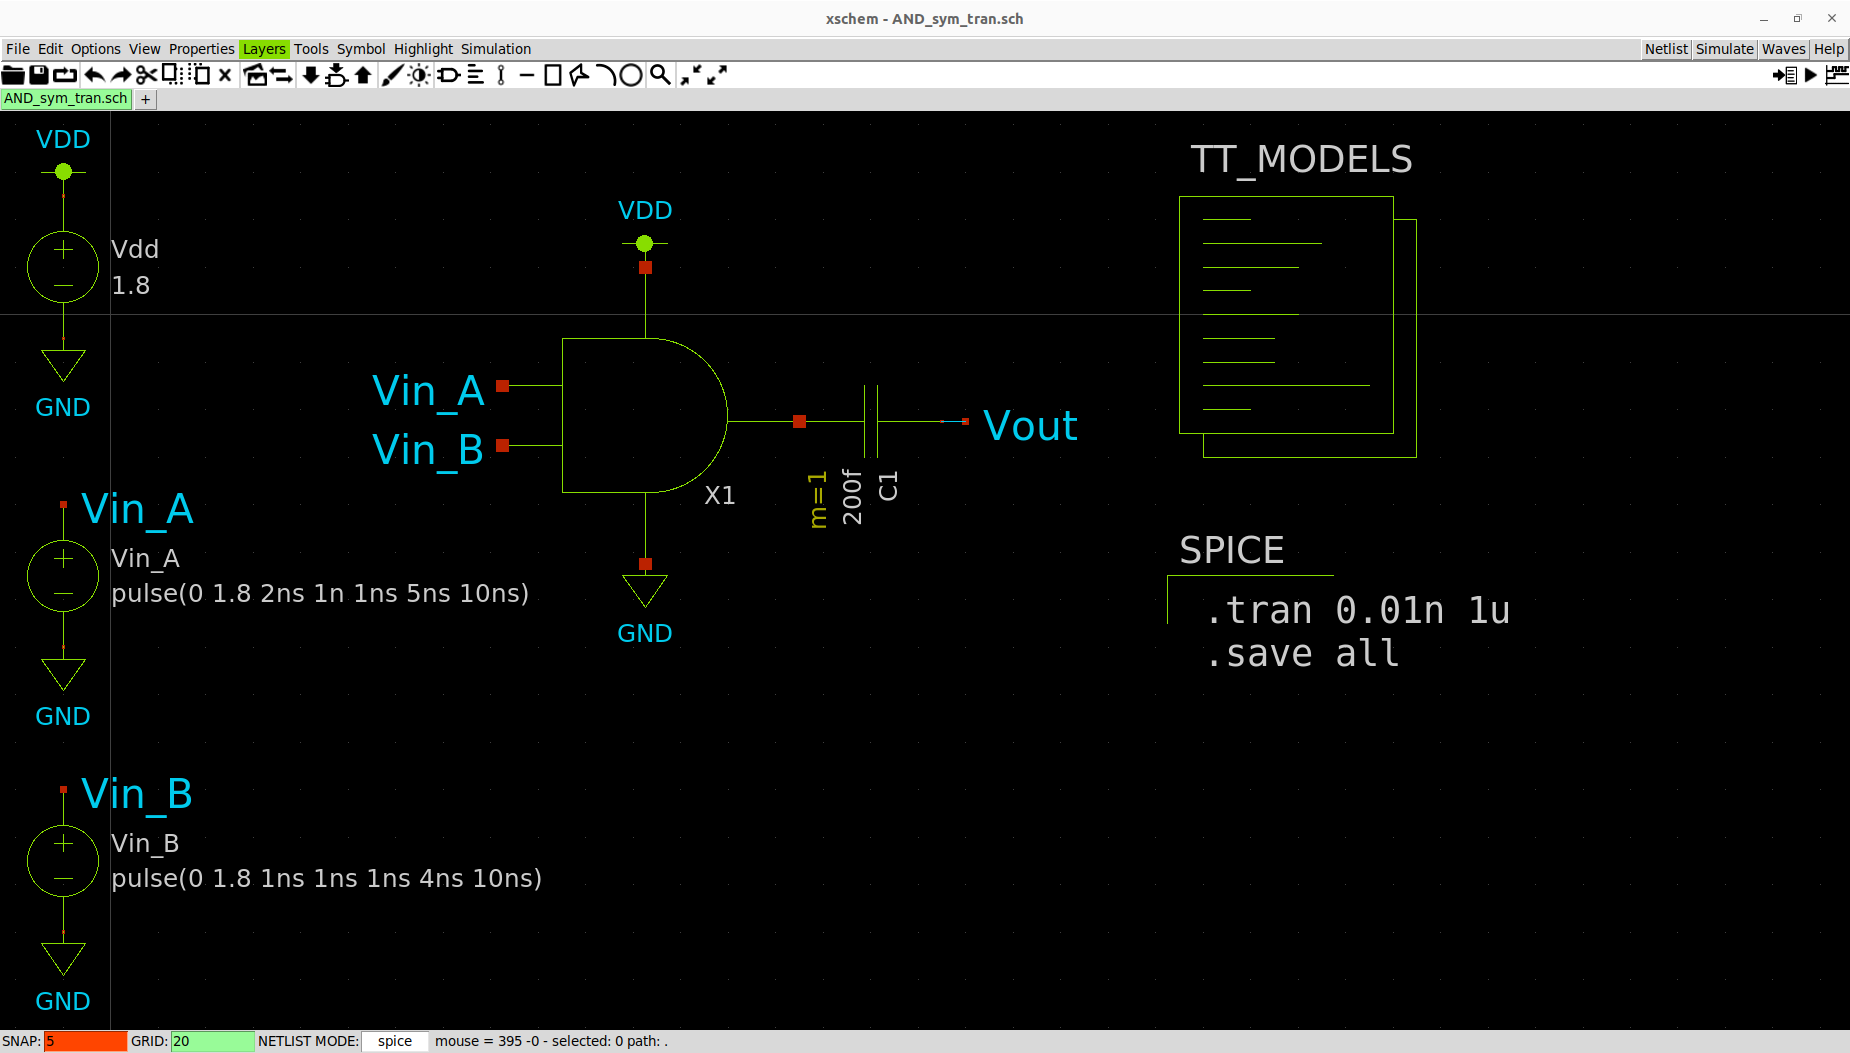 xschem - AND_sym_tran.sch
File Edit Options View Properties Layers Tools Symbol Highlight Simulation
Netlist Simulate Waves Help
AND_sym_tran.sch +
VDD
Vdd
1.8
GND
VDD
Vin_A
Vin_B
X1
GND
m=1
200f
C1
Vout
TT_MODELS
SPICE
.tran 0.01n 1u
.save all
Vin_A
Vin_A
pulse(0 1.8 2ns 1n 1ns 5ns 10ns)
GND
Vin_B
Vin_B
pulse(0 1.8 1ns 1ns 1ns 4ns 10ns)
GND
SNAP: 5 GRID: 20 NETLIST MODE: spice mouse = 395 -0 - selected: 0 path: .